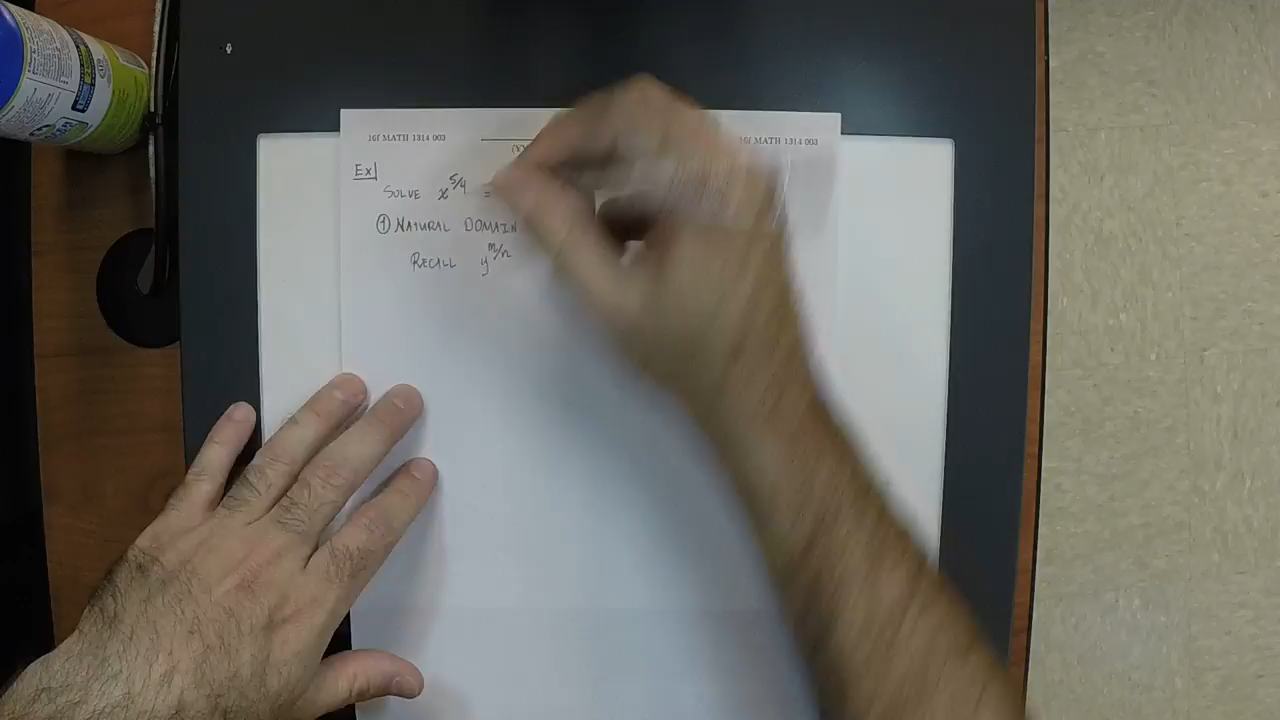 16f MATH 1314 003
16f MATH 1314 003
Ex
SOLVE x^5/4 =
① NATURAL DOMAIN
RECALL y^m/n